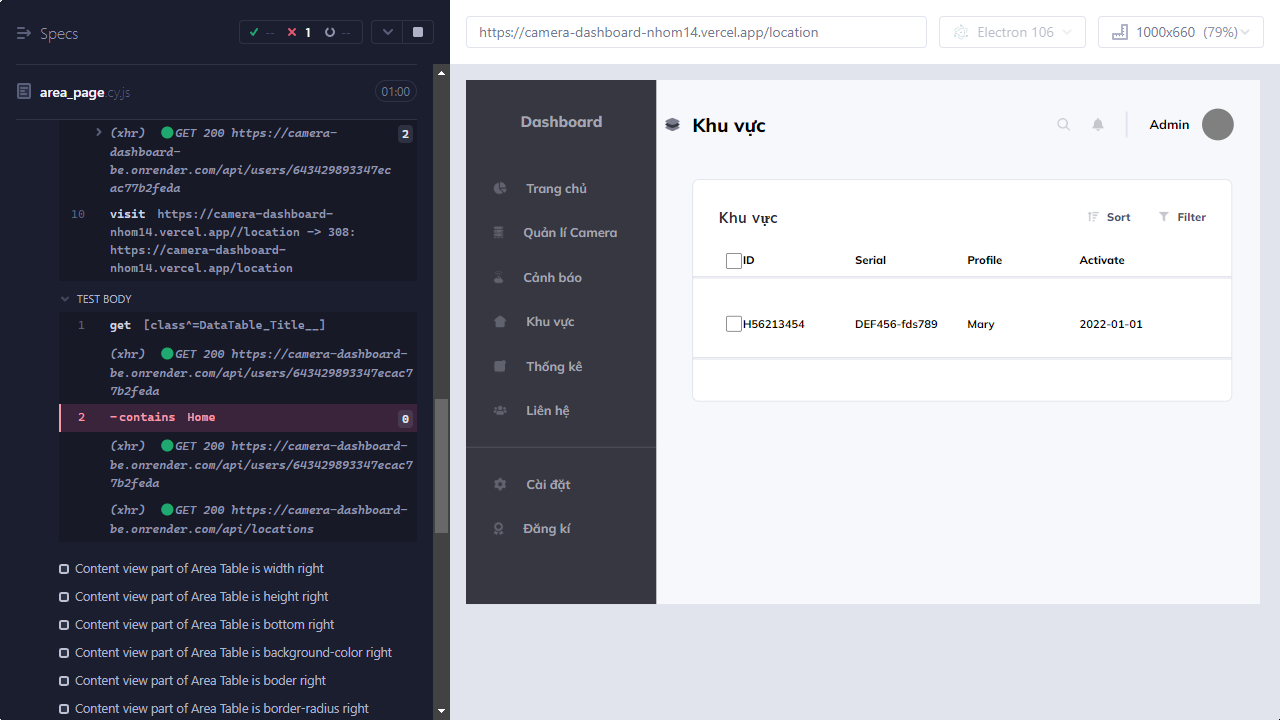 Specs
-- 1 --
https://camera-dashboard-nhom14.vercel.app/location
Electron 106
1000x660 (79%)
area_page.cy.js
01:00
(xhr) GET 200 https://camera-
dashboard-
be.onrender.com/api/users/643429893347ec
ac77b2feda
2
10 visit https://camera-dashboard-
nhom14.vercel.app//location -> 308:
https://camera-dashboard-
nhom14.vercel.app/location
TEST BODY
1 get [class^=DataTable_Title__]
(xhr) GET 200 https://camera-dashboard-
be.onrender.com/api/users/643429893347ecac7
7b2feda
2 -contains Home 0
(xhr) GET 200 https://camera-dashboard-
be.onrender.com/api/users/643429893347ecac7
7b2feda
(xhr) GET 200 https://camera-dashboard-
be.onrender.com/api/locations
Content view part of Area Table is width right
Content view part of Area Table is height right
Content view part of Area Table is bottom right
Content view part of Area Table is background-color right
Content view part of Area Table is boder right
Content view part of Area Table is border-radius right
Dashboard
Trang chủ
Quản lí Camera
Cảnh báo
Khu vực
Thống kê
Liên hệ
Cài đặt
Đăng kí
Khu vực
Admin
Khu vực
Sort Filter
ID Serial Profile Activate
H56213454 DEF456-fds789 Mary 2022-01-01